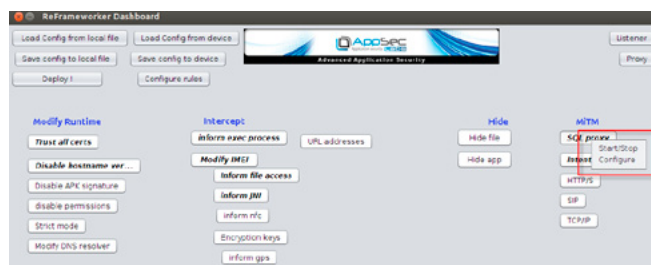 ReFrameworker Dashboard
Load Config from local file
Load Config from device
Save config to local file
Save config to device
Deploy !
Configure rules
AppSec
Advanced Application Security
Listener
Proxy
Modify Runtime
Intercept
Hide
MiTM
Trust all certs
inform exec process
URL addresses
Hide file
SQL proxy
Start/Stop
Configure
Disable hostname ver ...
Modify IMEI
Hide app
Intent
Inform file access
Disable APK signature
HTTP/S
inform JNI
disable permissions
SIP
inform nfc
Strict mode
TCP/IP
Encryption keys
Modify DNS resolver
inform gps